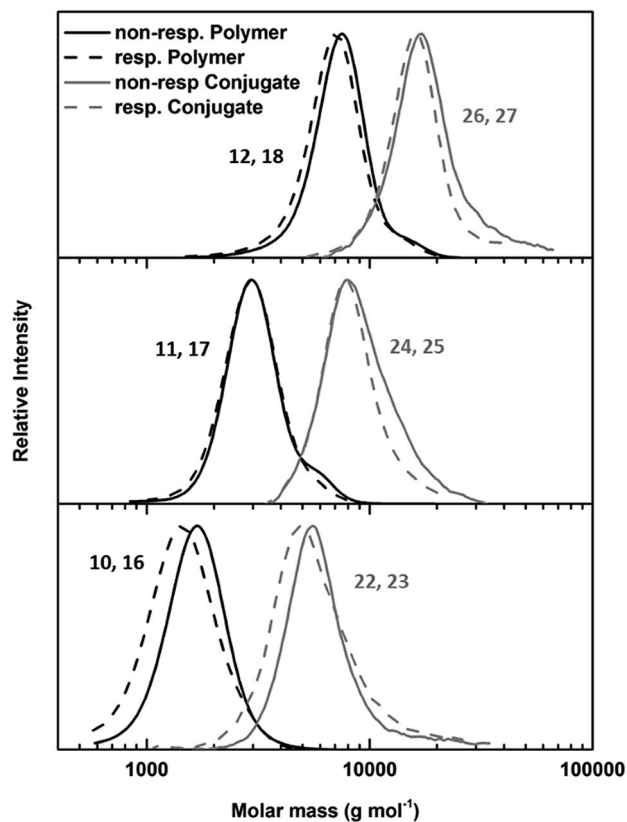 non-resp. Polymer
resp. Polymer
non-resp Conjugate
resp. Conjugate
26, 27
12, 18
11, 17
24, 25
10, 16
22, 23
Relative Intensity
1000 10000 100000
Molar mass (g mol⁻¹)